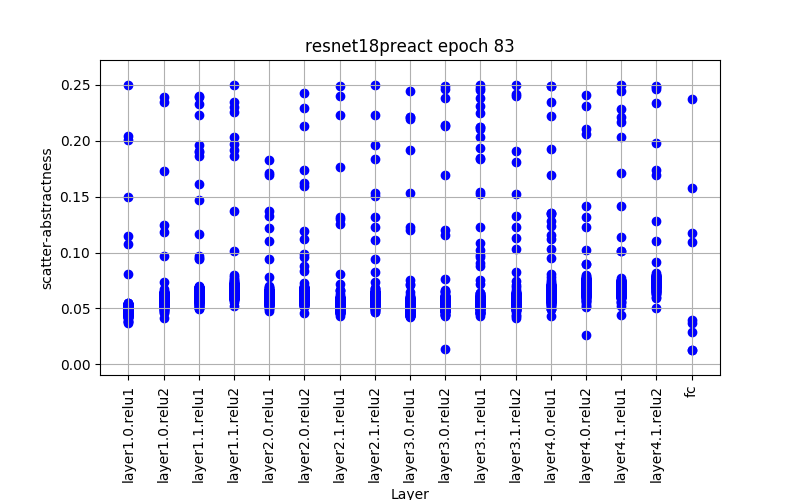 resnet18preact epoch 83
scatter-abstractness
0.25
0.20
0.15
0.10
0.05
0.00
layer1.0.relu1
layer1.0.relu2
layer1.1.relu1
layer1.1.relu2
layer2.0.relu1
layer2.0.relu2
layer2.1.relu1
layer2.1.relu2
layer3.0.relu1
layer3.0.relu2
layer3.1.relu1
layer3.1.relu2
layer4.0.relu1
layer4.0.relu2
layer4.1.relu1
layer4.1.relu2
fc
Layer